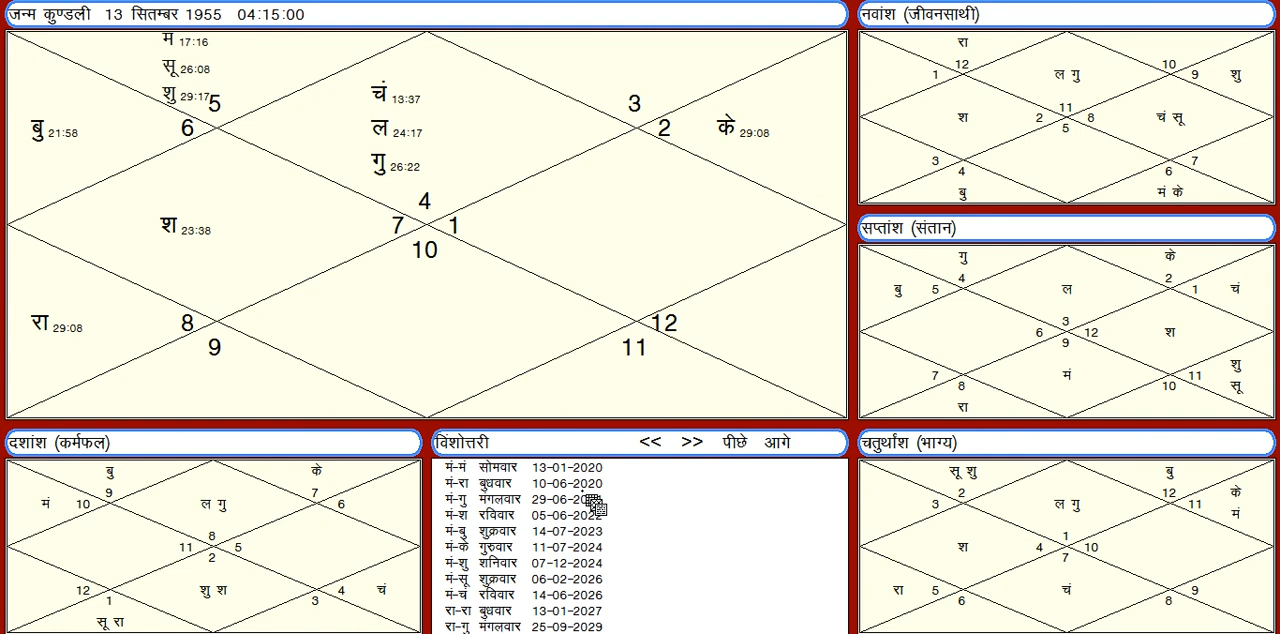 जन्म कुण्डली 13 सितम्बर 1955 04:15:00
म 17:16
सू 26:08
शु 29:17
5
6
बु 21:58
चं 13:37
ल 24:17
गु 26:22
3
2
के 29:08
4
7
1
10
श 23:38
रा 29:08
8
9
12
11
नवांश (जीवनसाथी)
रा
12
1
ल गु
10
9
शु
श
11
2
8
5
चं सू
3
4
बु
7
6
मं के
सप्तांश (संतान)
गु
4
बु 5
ल
के
2
1 चं
3
6
12
9
श
7
8
रा
मं
11
10
शु
सू
दशांश (कर्मफल)
बु
9
मं 10
ल गु
के
7
6
8
11
5
2
12
1
सू रा
शु श
4
3
चं
विशोत्तरी << >> पीछे आगे
मं-मं सोमवार 13-01-2020
मं-रा बुधवार 10-06-2020
मं-गु मंगलवार 29-06-20
मं-श रविवार 05-06-2022
मं-बु शुक्रवार 14-07-2023
मं-के गुरुवार 11-07-2024
मं-शु शनिवार 07-12-2024
मं-सू शुक्रवार 06-02-2026
मं-चं रविवार 14-06-2026
रा-रा बुधवार 13-01-2027
रा-गु मंगलवार 25-09-2029
चतुर्थांश (भाग्य)
सू शु
2
3
ल गु
बु
12
11
के
मं
श
1
4
10
7
रा 5
6
चं
9
8